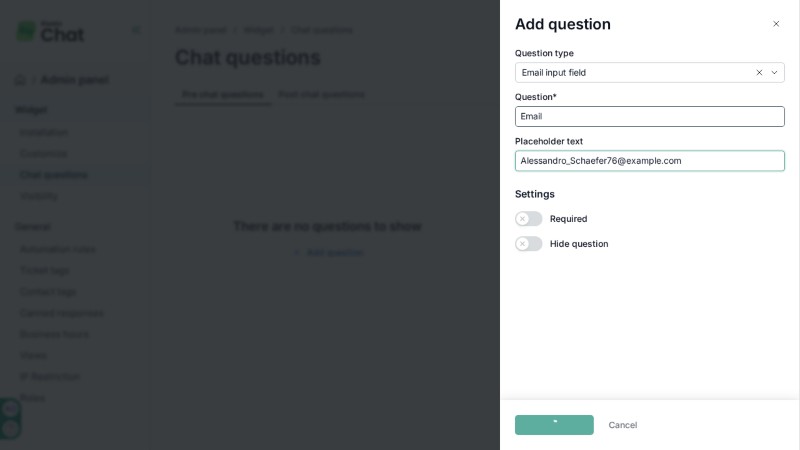 Chat
Admin panel
Widget
Installation
Customize
Chat questions
Visibility
General
Automation rules
Ticket tags
Contact tags
Canned responses
Business hours
Views
IP Restriction
Roles
Admin panel / Widget / Chat questions
Chat questions
Pre chat questions Post chat questions
There are no questions to show
+ Add question
Add question
Question type
Email input field
Question*
Email
Placeholder text
Alessandro_Schaefer76@example.com
Settings
Required
Hide question
Cancel